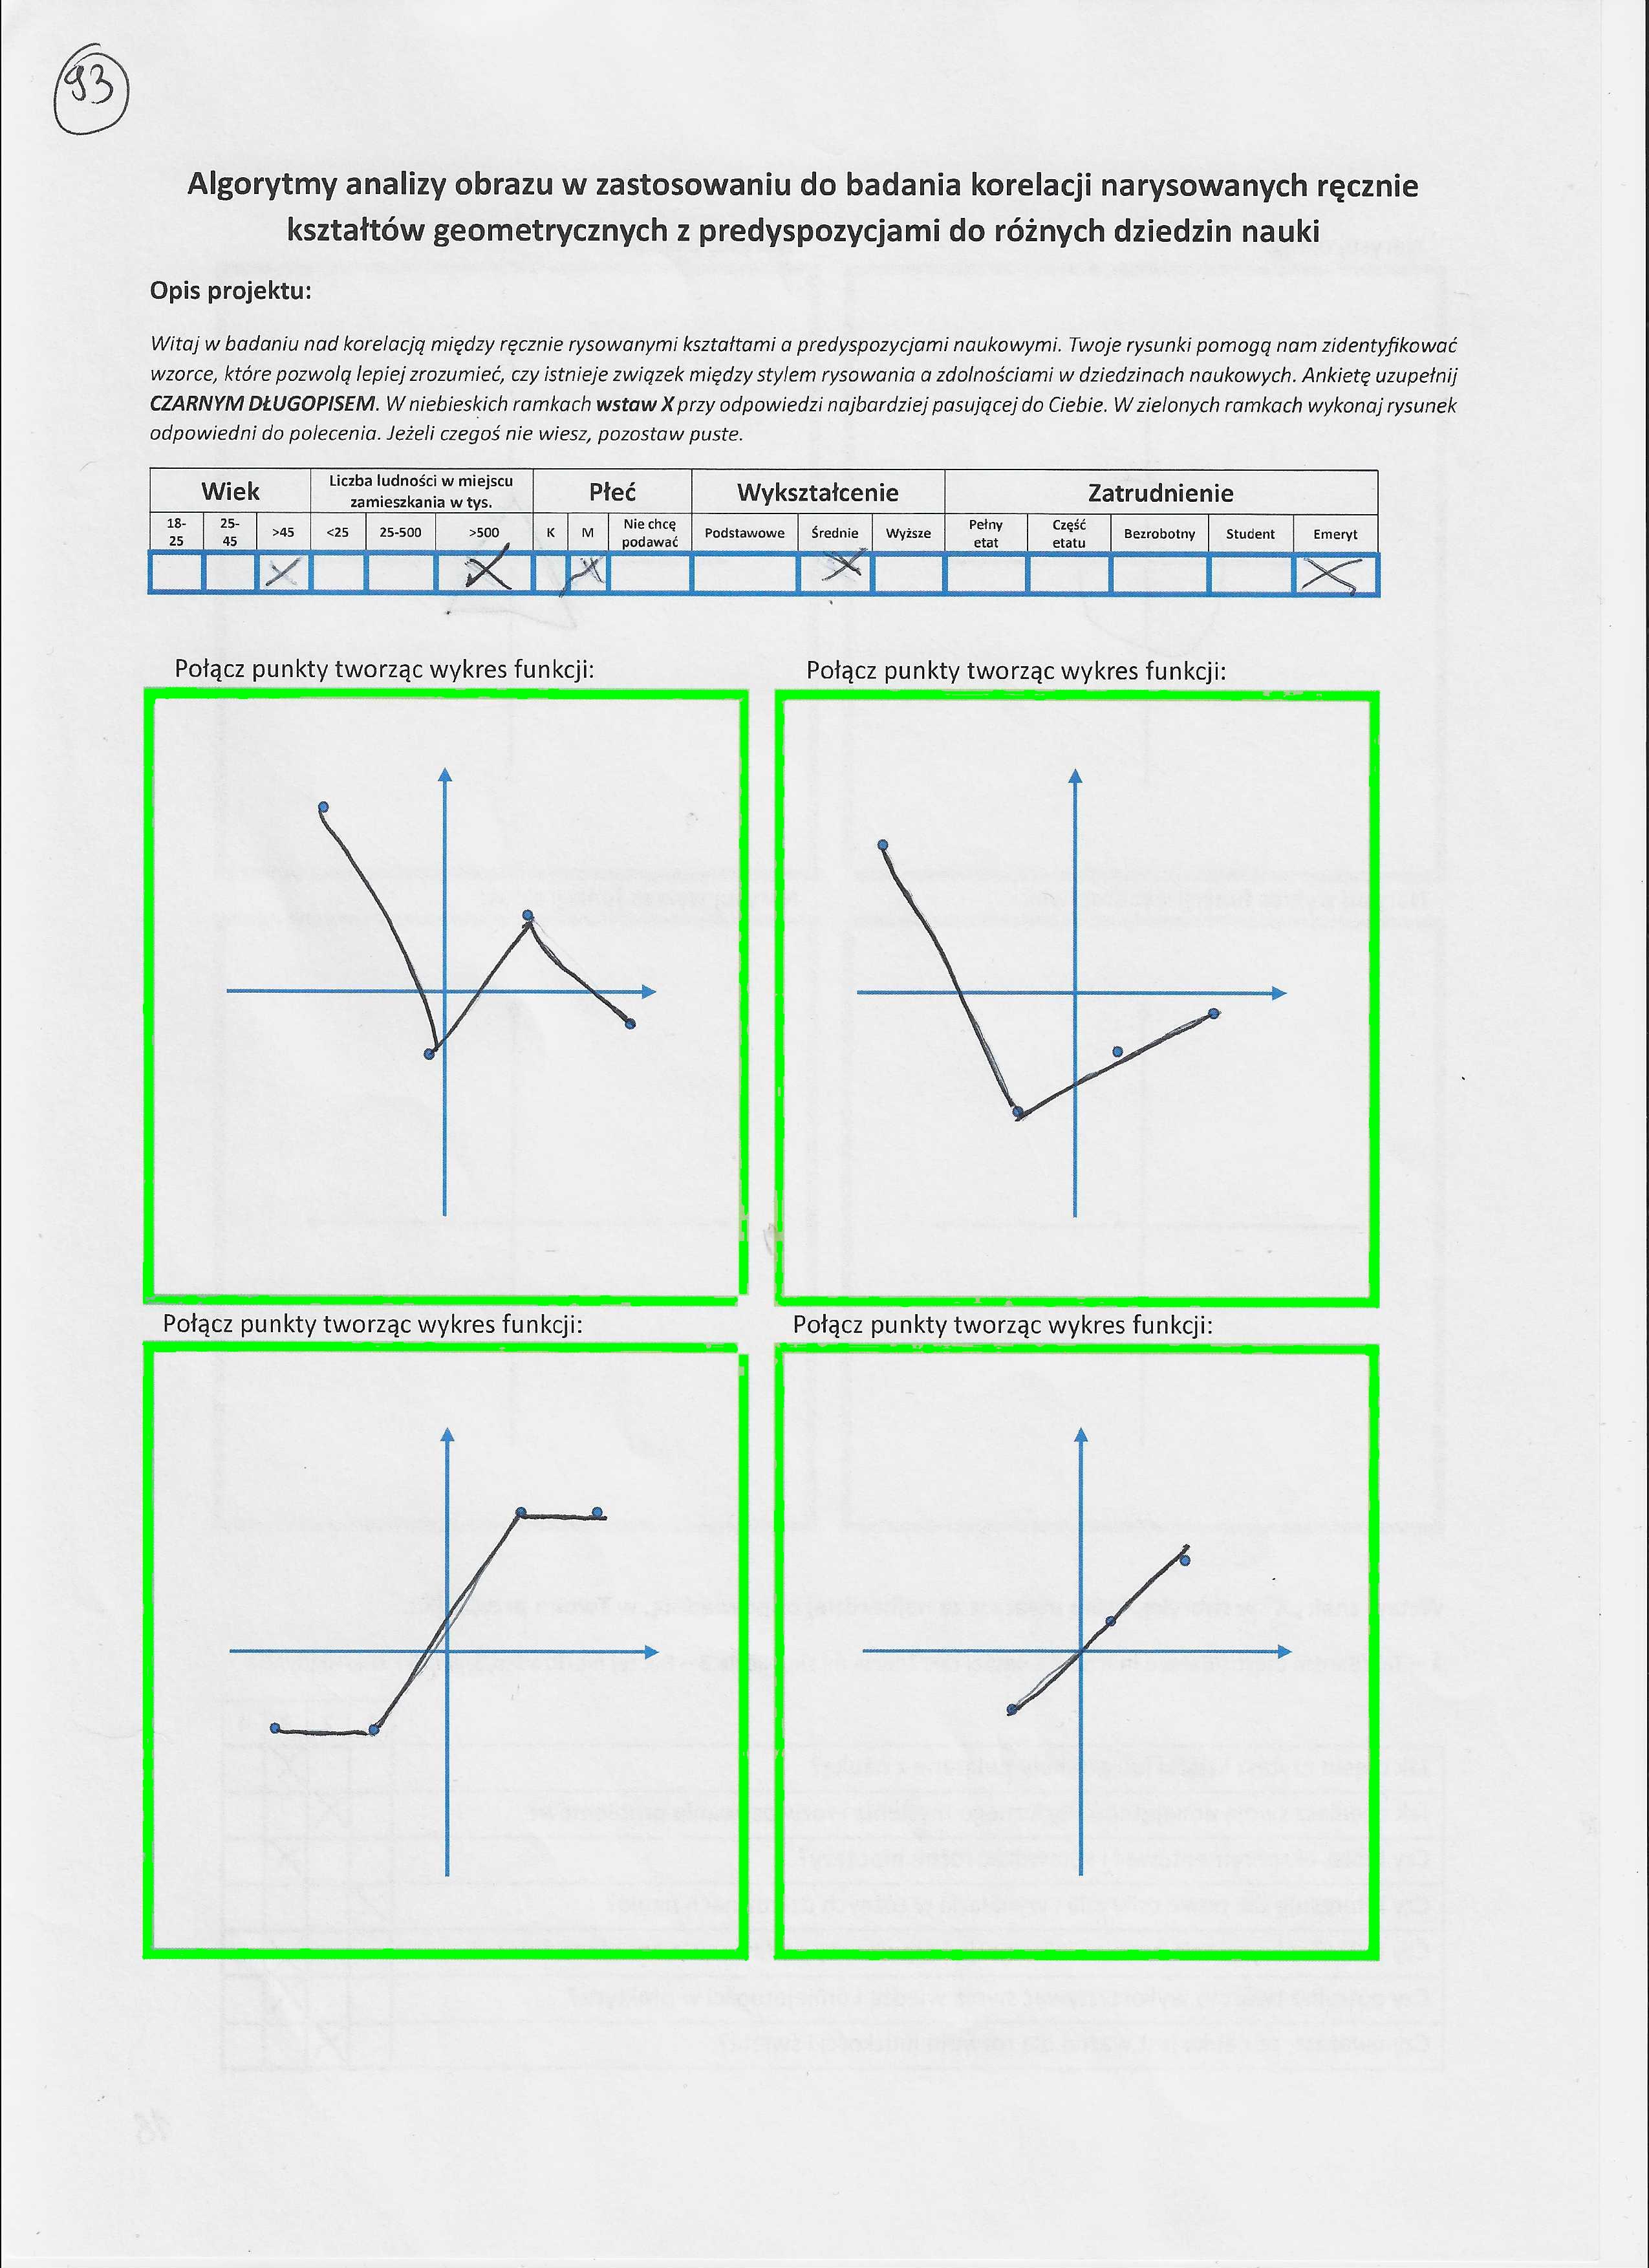 93
Algorytmy analizy obrazu w zastosowaniu do badania korelacji narysowanych ręcznie
kształtów geometrycznych z predyspozycjami do różnych dziedzin nauki
Opis projektu:
Witaj w badaniu nad korelacją między ręcznie rysowanymi kształtami a predyspozycjami naukowymi. Twoje rysunki pomogą nam zidentyfikować
wzorce, które pozwolą lepiej zrozumieć, czy istnieje związek między stylem rysowania a zdolnościami w dziedzinach naukowych. Ankietę uzupełnij
CZARNYM DŁUGOPISEM. W niebieskich ramkach wstaw X przy odpowiedzi najbardziej pasującej do Ciebie. W zielonych ramkach wykonaj rysunek
odpowiedni do polecenia. Jeżeli czegoś nie wiesz, pozostaw puste.
Wiek Liczba ludności w miejscu zamieszkania w tys. Płeć Wykształcenie Zatrudnienie
18-25 25-45 >45 <25 25-500 >500 K M Nie chcę podawać Podstawowe Średnie Wyższe Pełny etat Część etatu Bezrobotny Student Emeryt
X X X X X
Połącz punkty tworząc wykres funkcji: Połącz punkty tworząc wykres funkcji:
Połącz punkty tworząc wykres funkcji: Połącz punkty tworząc wykres funkcji: